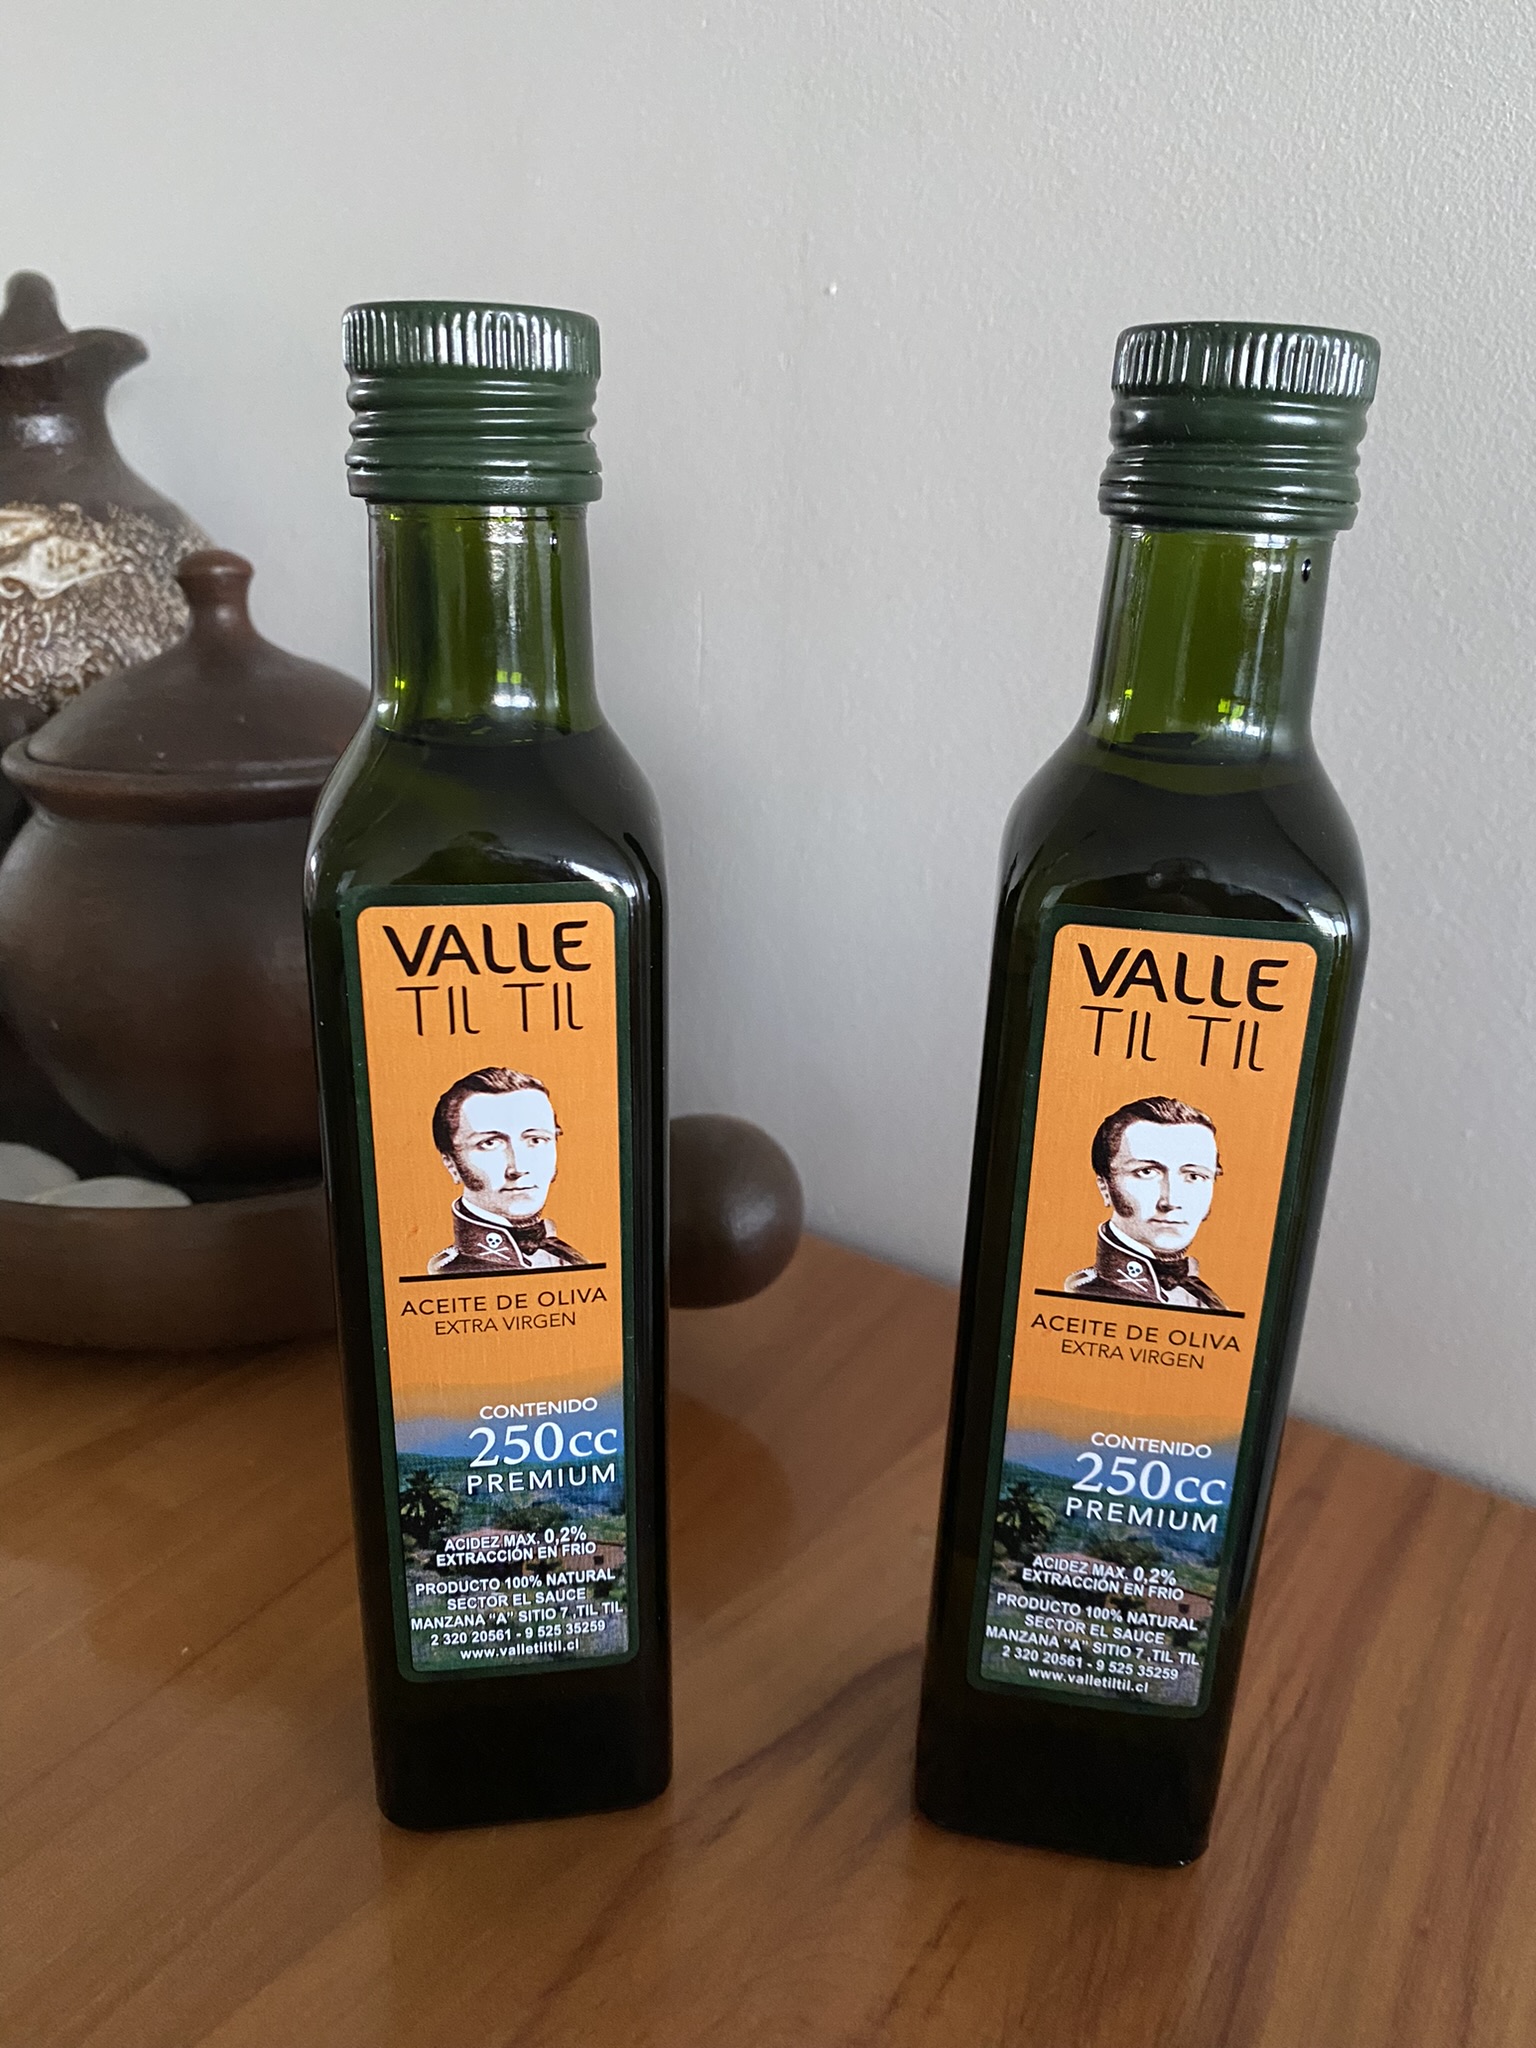 VALLE
TIL TIL
ACEITE DE OLIVA
EXTRA VIRGEN
CONTENIDO
250cc
PREMIUM
ACIDEZ MAX. 0,2%
EXTRACCIÓN EN FRIO
PRODUCTO 100% NATURAL
SECTOR EL SAUCE
MANZANA "A" SITIO 7 ,TIL TIL
2 320 20561 - 9 525 35259
www.valletiltil.cl
VALLE
TIL TIL
ACEITE DE OLIVA
EXTRA VIRGEN
CONTENIDO
250cc
PREMIUM
ACIDEZ MAX. 0,2%
EXTRACCIÓN EN FRIO
PRODUCTO 100% NATURAL
SECTOR EL SAUCE
MANZANA "A" SITIO 7 ,TIL TIL
2 320 20561 - 9 525 35259
www.valletiltil.cl